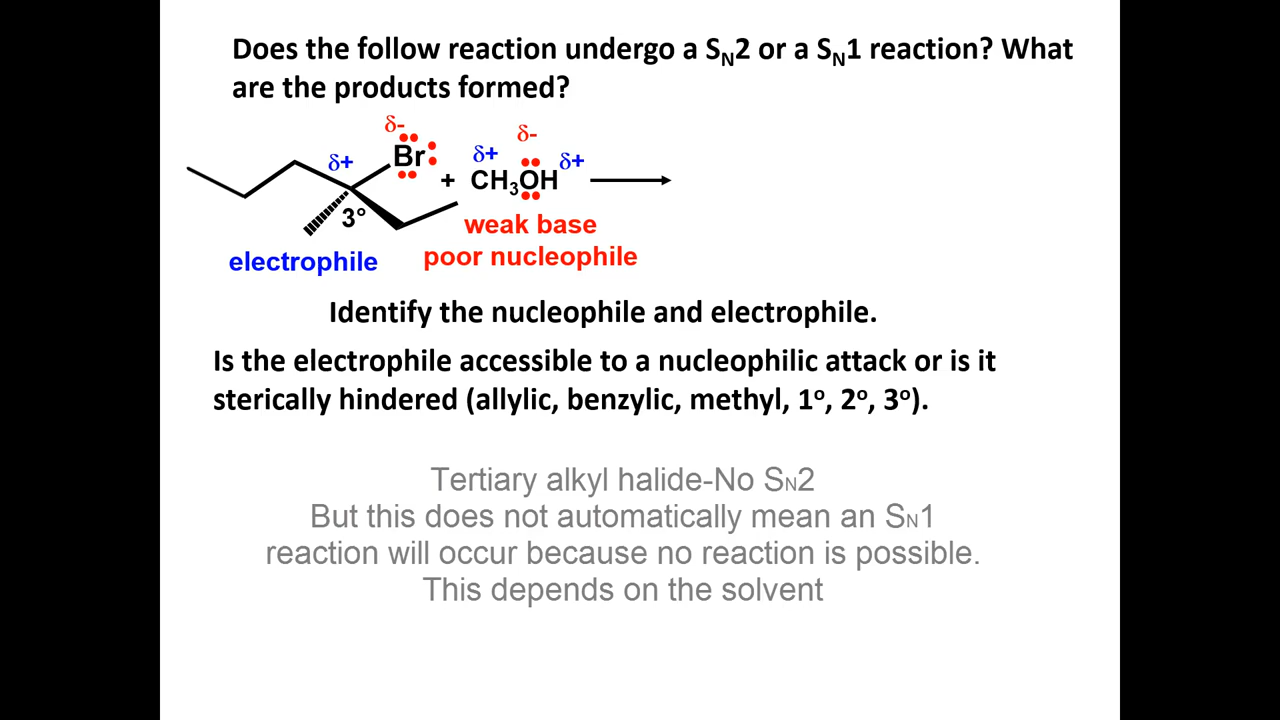 Does the follow reaction undergo a SN2 or a SN1 reaction? What
are the products formed?
δ-
δ-
δ+ Br δ+ δ+
+ CH3OH
3°
weak base
electrophile poor nucleophile
Identify the nucleophile and electrophile.
Is the electrophile accessible to a nucleophilic attack or is it
sterically hindered (allylic, benzylic, methyl, 1o, 2o, 3o).
Tertiary alkyl halide-No SN2
But this does not automatically mean an SN1
reaction will occur because no reaction is possible.
This depends on the solvent